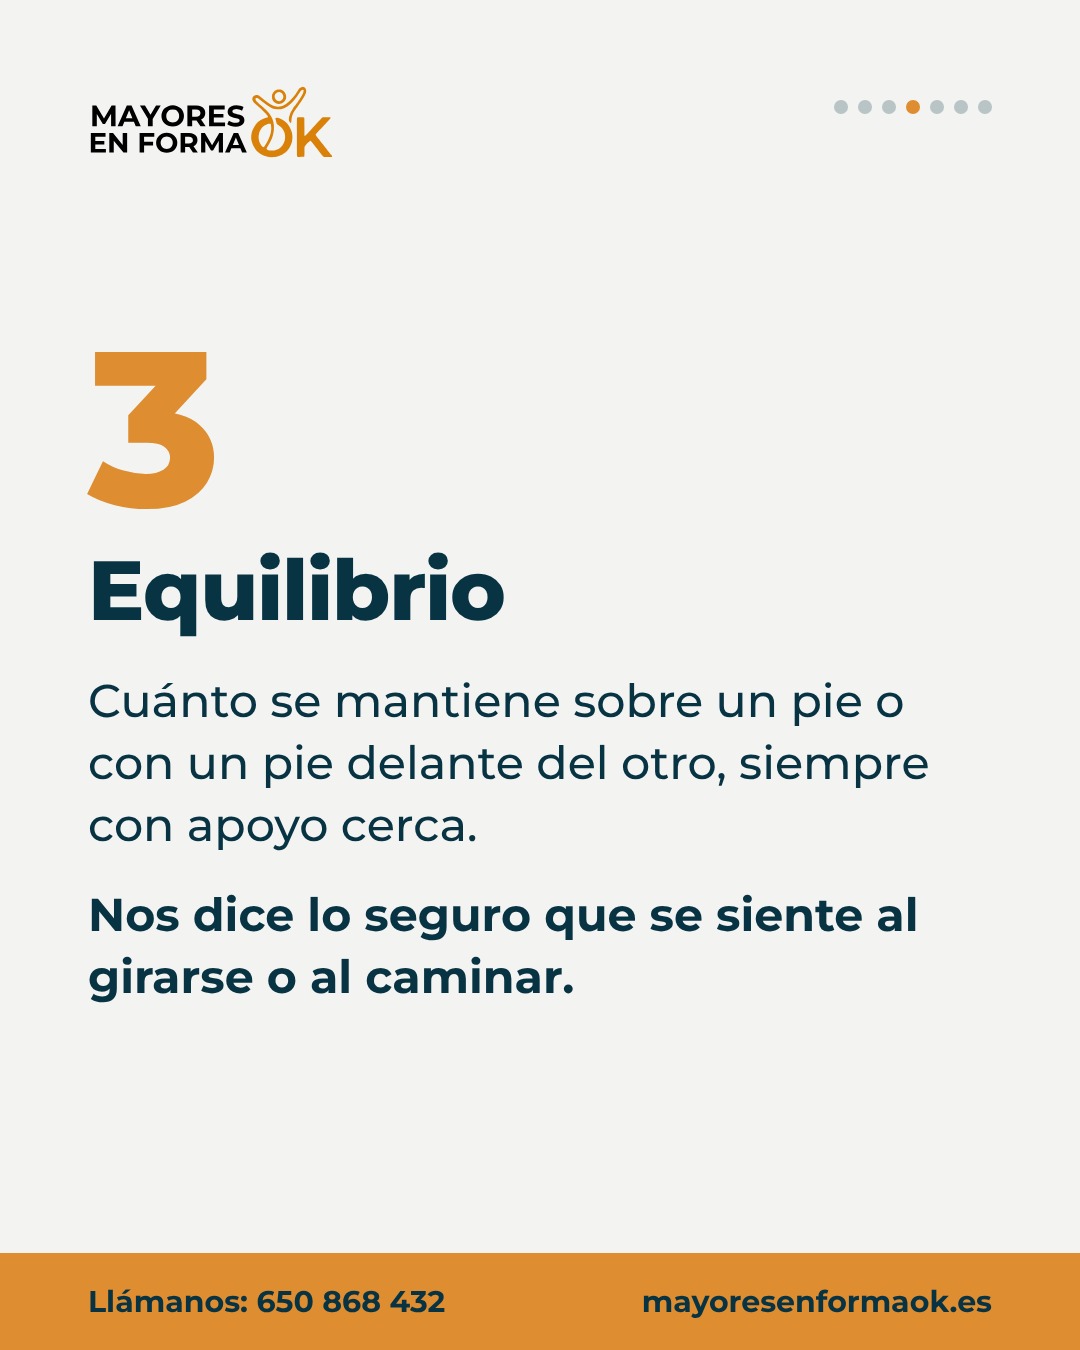 MAYORES
EN FORMA OK
3
Equilibrio
Cuánto se mantiene sobre un pie o
con un pie delante del otro, siempre
con apoyo cerca.
Nos dice lo seguro que se siente al
girarse o al caminar.
Llámanos: 650 868 432
mayoresenformaok.es